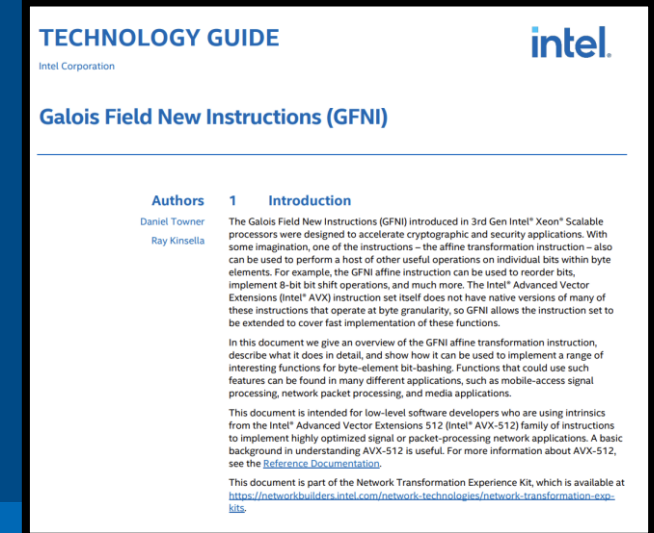 TECHNOLOGY GUIDE
intel.
Intel Corporation
Galois Field New Instructions (GFNI)
Authors
Daniel Towner
Ray Kinsella
1 Introduction
The Galois Field New Instructions (GFNI) introduced in 3rd Gen Intel® Xeon® Scalable
processors were designed to accelerate cryptographic and security applications. With
some imagination, one of the instructions – the affine transformation instruction – also
can be used to perform a host of other useful operations on individual bits within byte
elements. For example, the GFNI affine instruction can be used to reorder bits,
implement 8-bit bit shift operations, and much more. The Intel® Advanced Vector
Extensions (Intel® AVX) instruction set itself does not have native versions of many of
these instructions that operate at byte granularity, so GFNI allows the instruction set to
be extended to cover fast implementation of these functions.
In this document we give an overview of the GFNI affine transformation instruction,
describe what it does in detail, and show how it can be used to implement a range of
interesting functions for byte-element bit-bashing. Functions that could use such
features can be found in many different applications, such as mobile-access signal
processing, network packet processing, and media applications.
This document is intended for low-level software developers who are using intrinsics
from the Intel® Advanced Vector Extensions 512 (Intel® AVX-512) family of instructions
to implement highly optimized signal or packet-processing network applications. A basic
background in understanding AVX-512 is useful. For more information about AVX-512,
see the Reference Documentation.
This document is part of the Network Transformation Experience Kit, which is available at
https://networkbuilders.intel.com/network-technologies/network-transformation-exp-
kits.